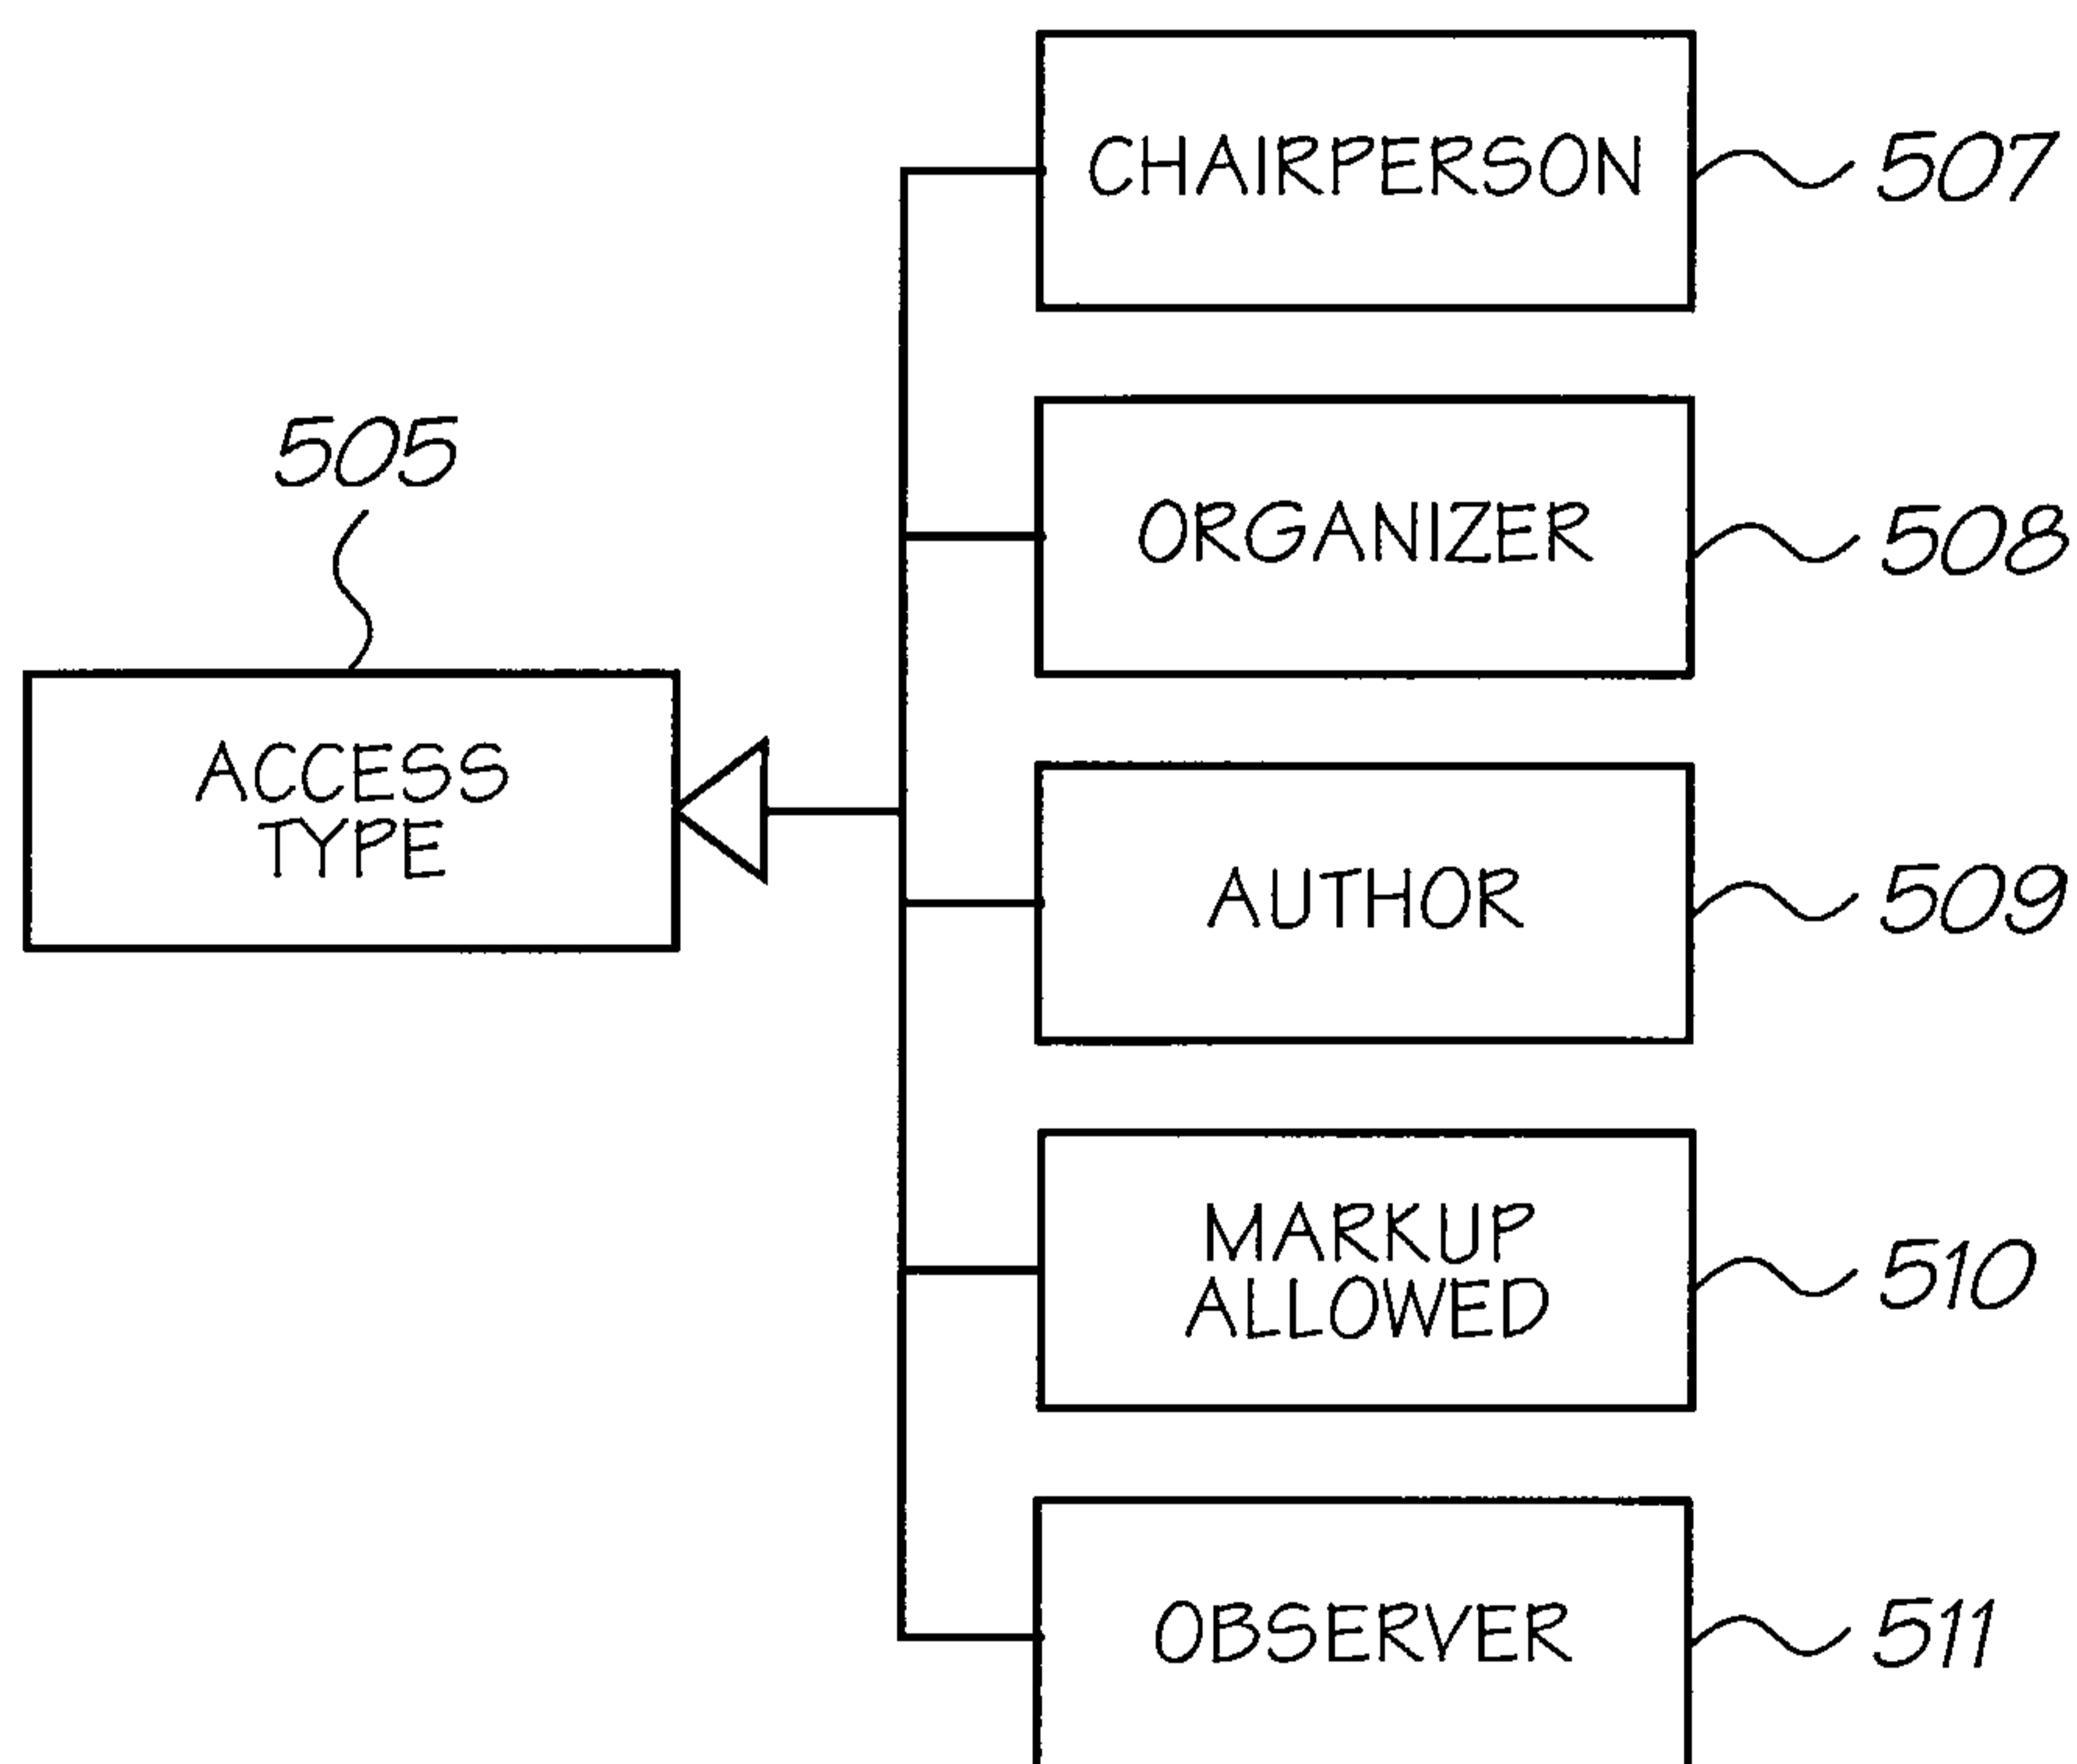 CHAIRPERSON
507
ORGANIZER
508
505
ACCESS
TYPE
AUTHOR
509
MARKUP
ALLOWED
510
OBSERVER
511